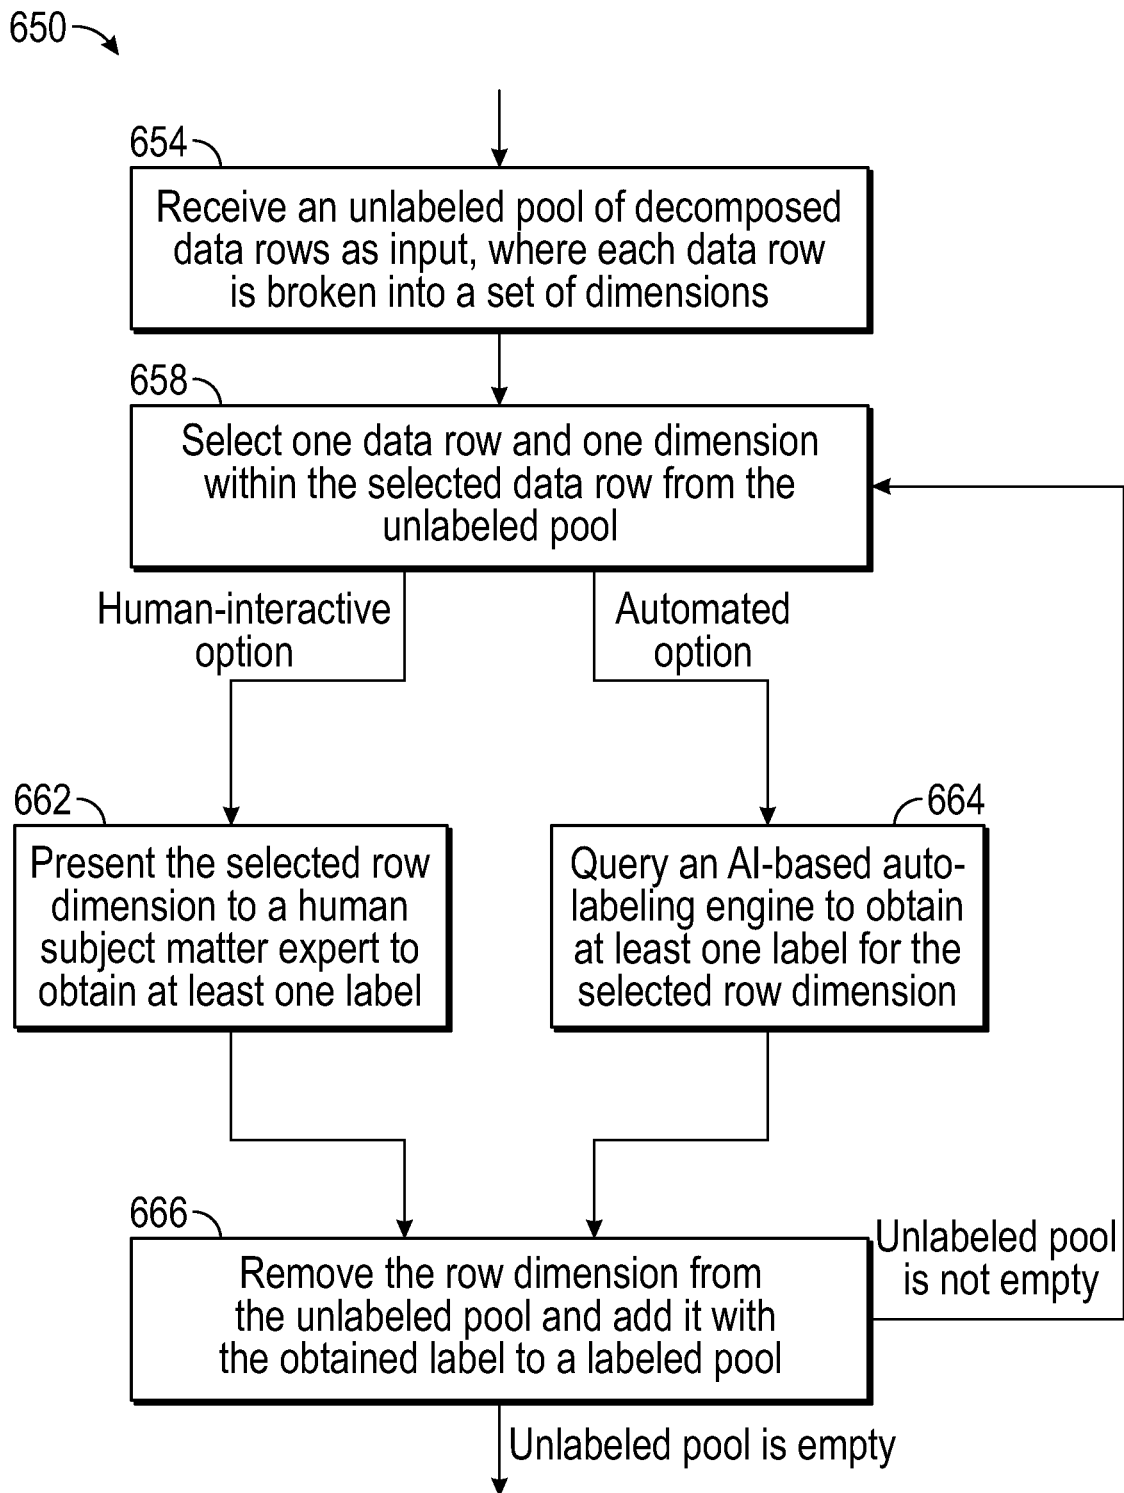 650
654
Receive an unlabeled pool of decomposed
data rows as input, where each data row
is broken into a set of dimensions
658
Select one data row and one dimension
within the selected data row from the
unlabeled pool
Human-interactive
option
Automated
option
662
Present the selected row
dimension to a human
subject matter expert to
obtain at least one label
664
Query an AI-based auto-
labeling engine to obtain
at least one label for the
selected row dimension
666
Remove the row dimension from
the unlabeled pool and add it with
the obtained label to a labeled pool
Unlabeled pool
is not empty
Unlabeled pool is empty